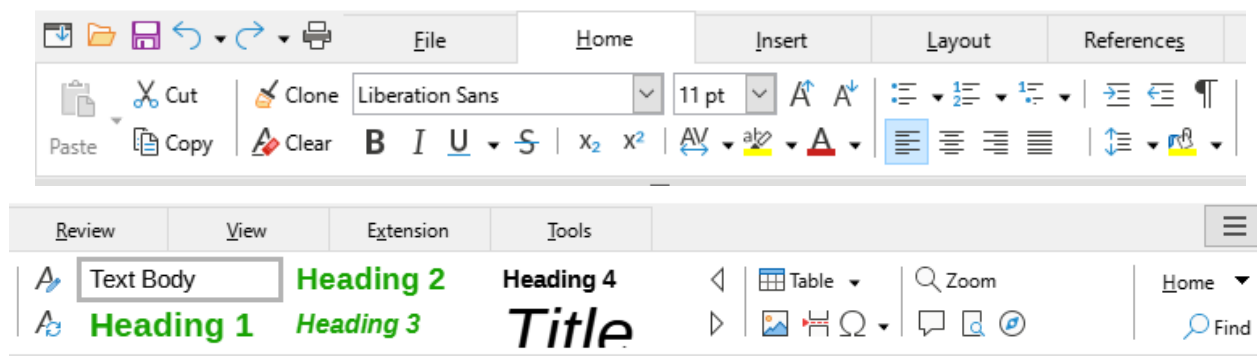 File Home Insert Layout References
Cut Clone Liberation Sans 11 pt
Paste Copy Clear B I U S X₂ X² AV ab A
Review View Extension Tools
Text Body Heading 2 Heading 4 Table Zoom Home
Heading 1 Heading 3 Title Find